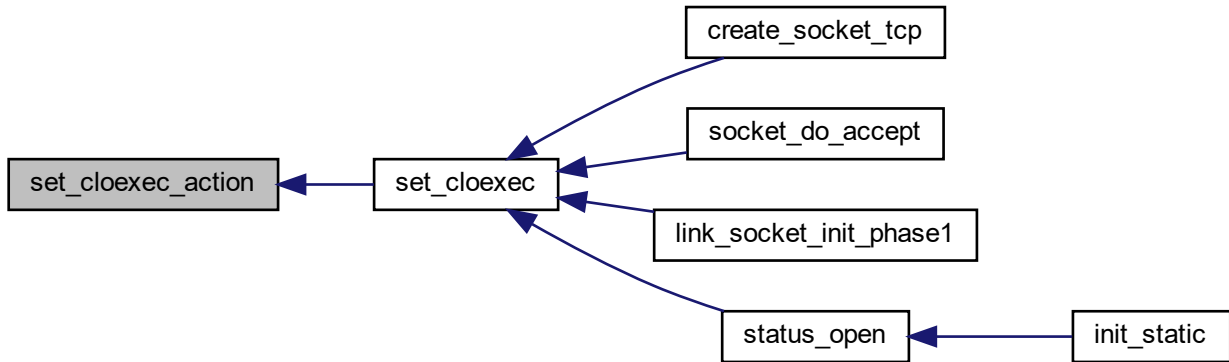 create_socket_tcp
socket_do_accept
set_cloexec_action
set_cloexec
link_socket_init_phase1
status_open
init_static